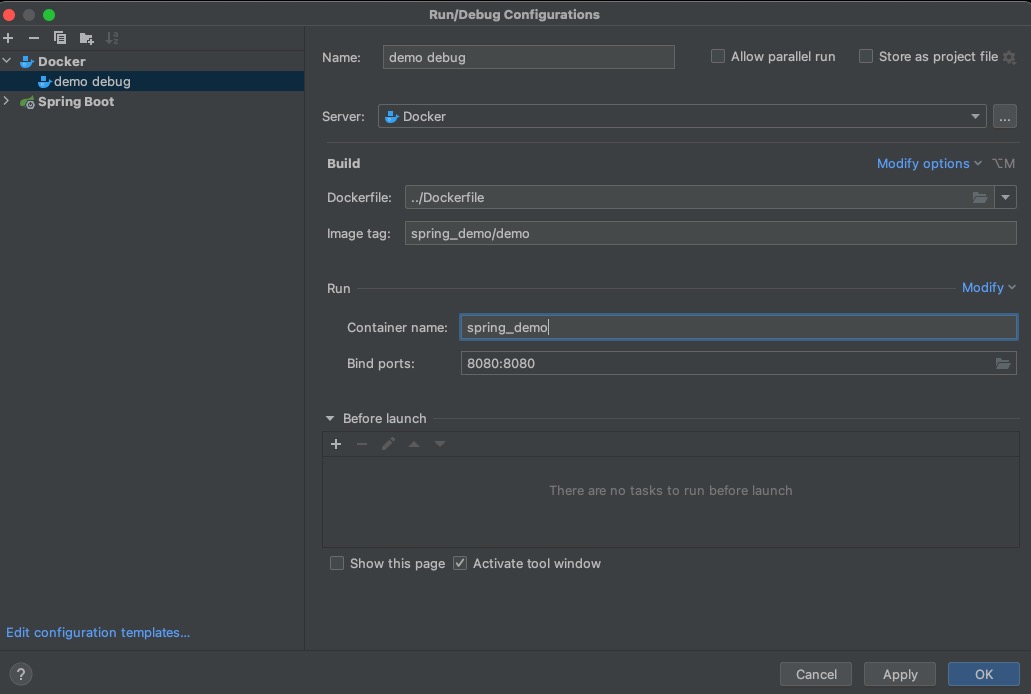 Run/Debug Configurations
Docker
demo debug
Spring Boot
Edit configuration templates...
Name: demo debug Allow parallel run Store as project file
Server: Docker ...
Build Modify options ⌥M
Dockerfile: ../Dockerfile
Image tag: spring_demo/demo
Run Modify
Container name: spring_demo
Bind ports: 8080:8080
Before launch
There are no tasks to run before launch
Show this page Activate tool window
? Cancel Apply OK